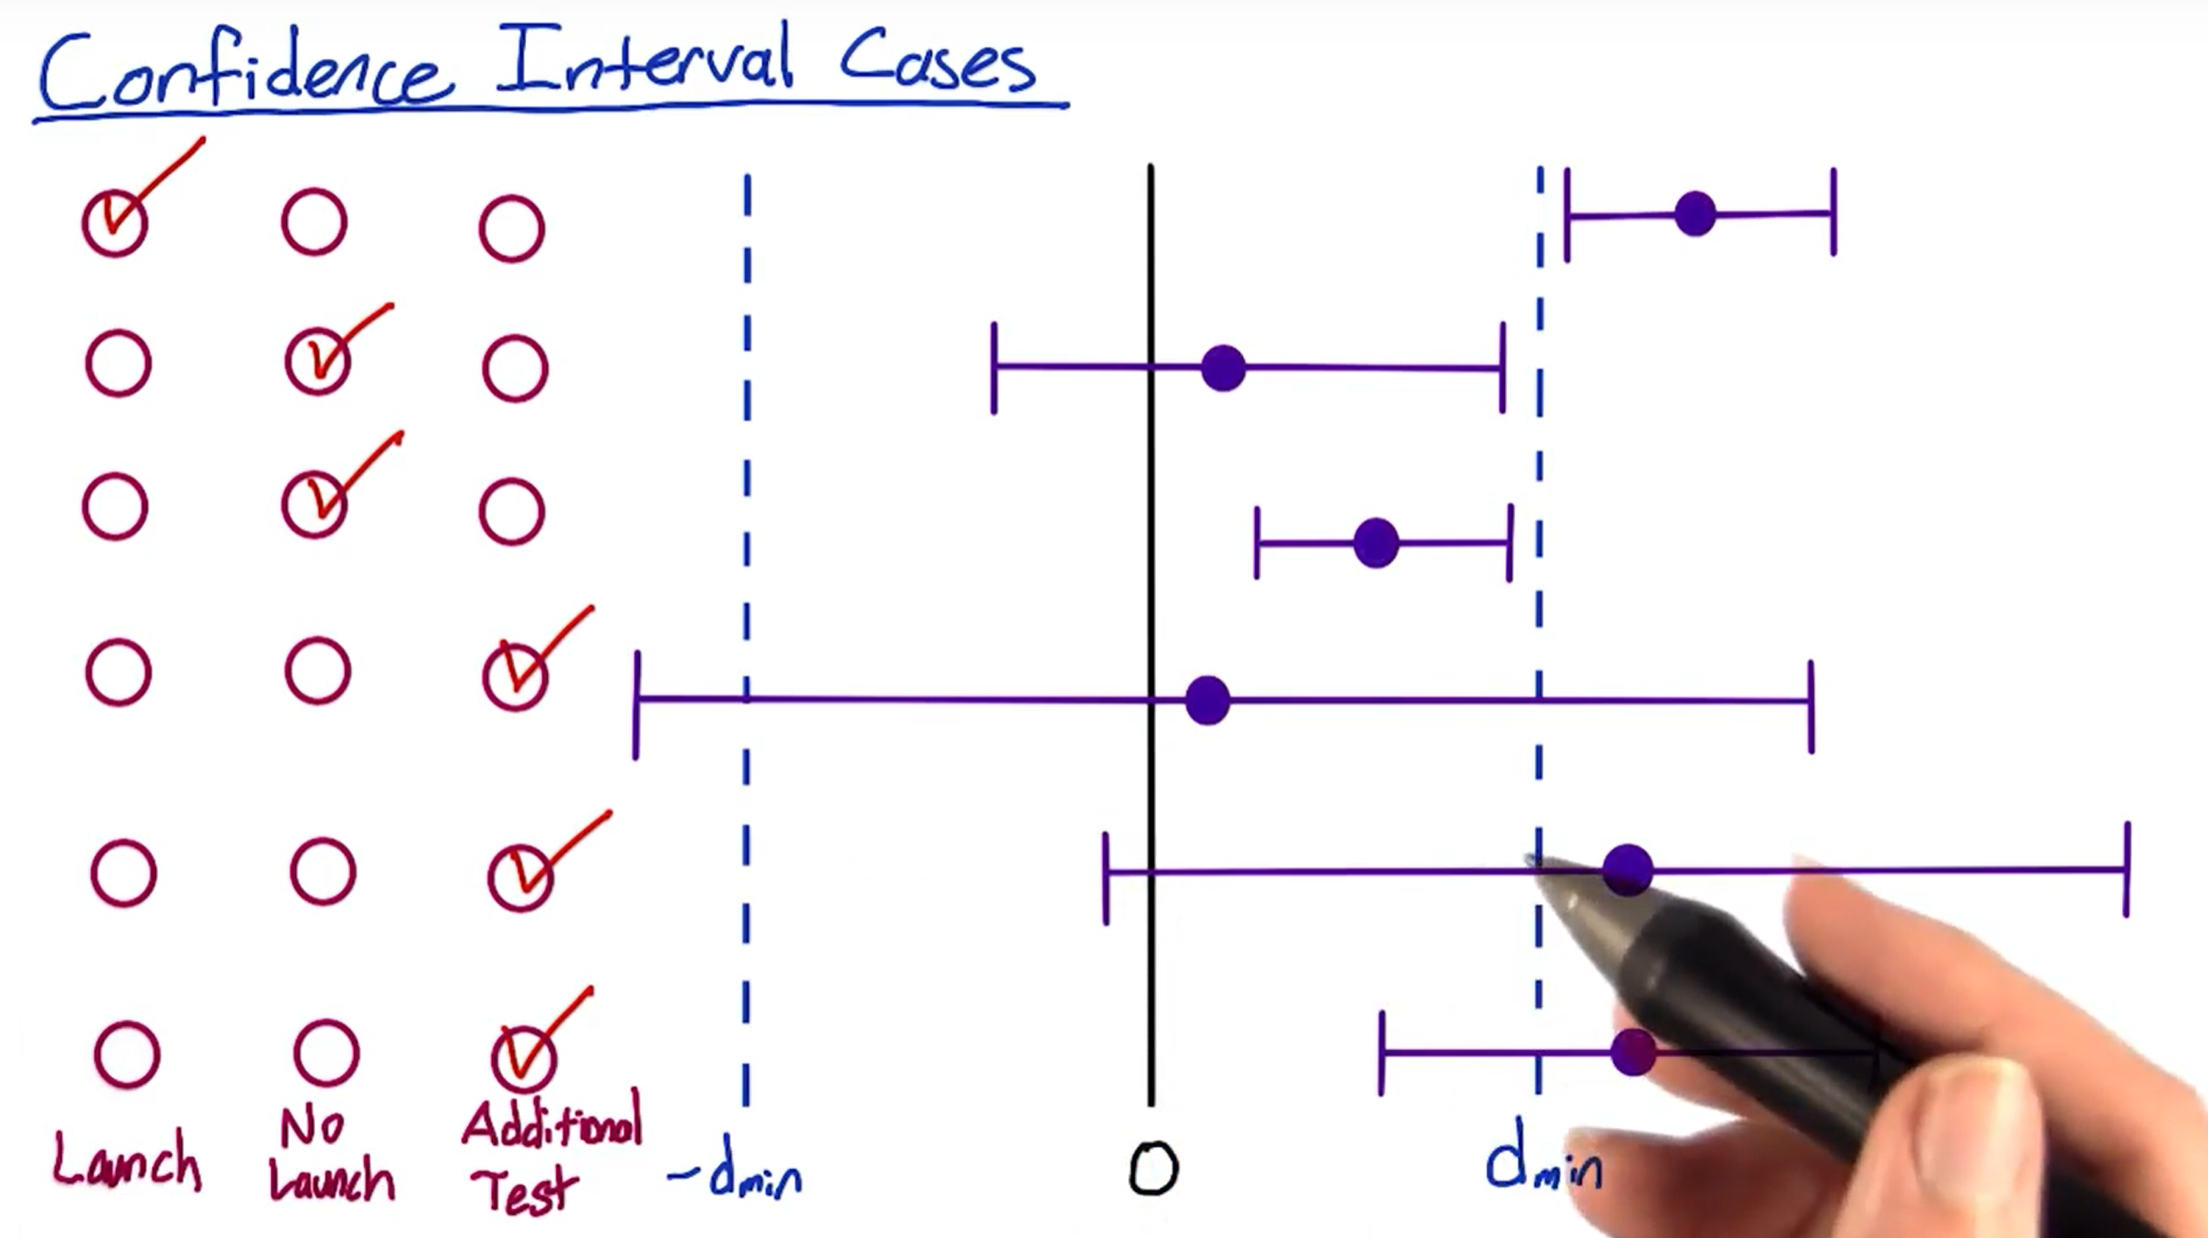 Confidence Interval Cases
Launch
No
Launch
Additional
Test
-dmin
0
dmin